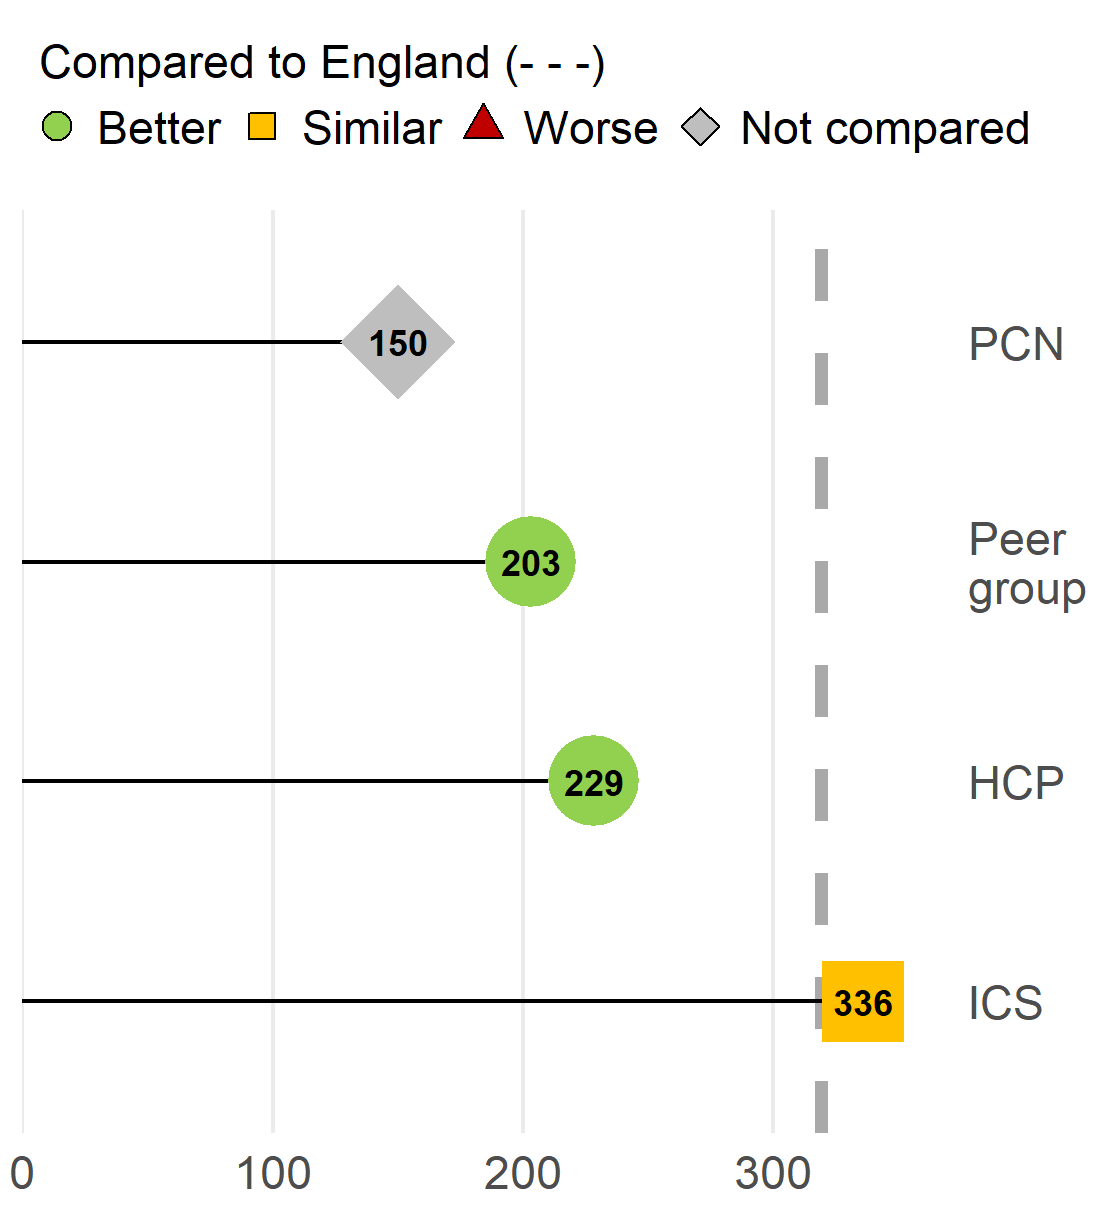 Compared to England (- - -)
Better Similar Worse Not compared
150 PCN
203 Peer
group
229 HCP
336 ICS
0 100 200 300